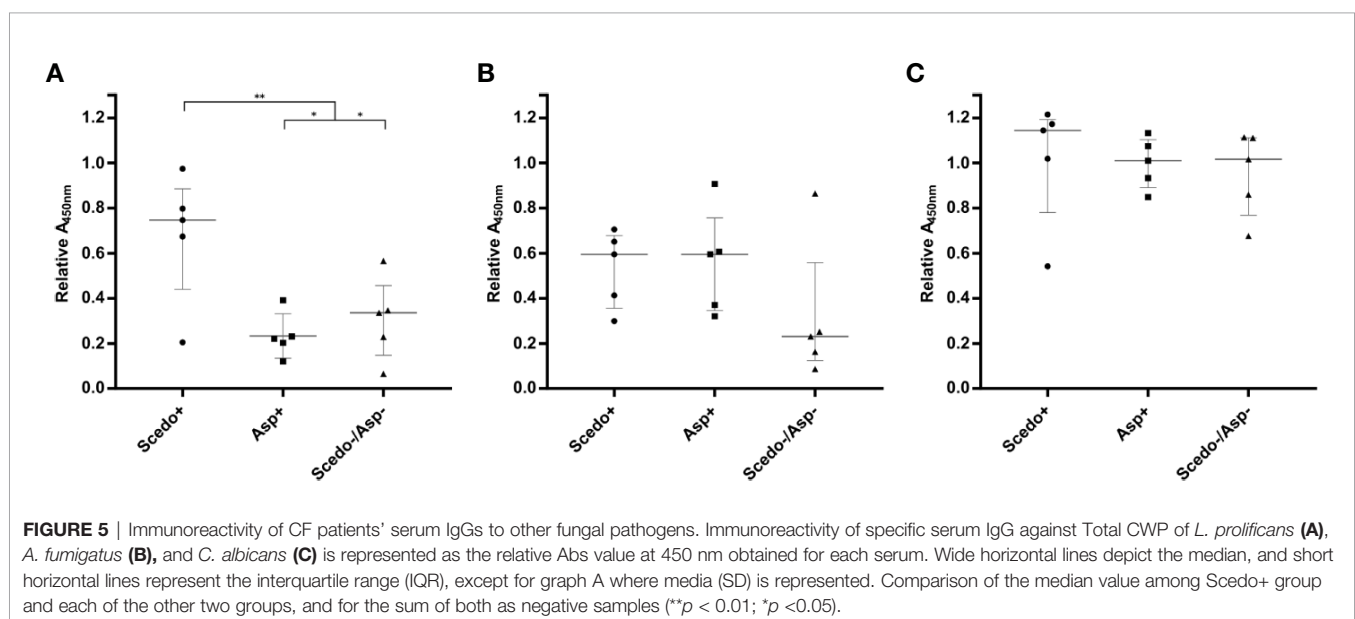 A
B
C
**
*
*
Relative A450nm
1.2
1.0
0.8
0.6
0.4
0.2
0.0
Scedo+
Asp+
Scedo-/Asp-
Relative A450nm
1.2
1.0
0.8
0.6
0.4
0.2
0.0
Scedo+
Asp+
Scedo-/Asp-
Relative A450nm
1.2
1.0
0.8
0.6
0.4
0.2
0.0
Scedo+
Asp+
Scedo-/Asp-
FIGURE 5 | Immunoreactivity of CF patients' serum IgGs to other fungal pathogens. Immunoreactivity of specific serum IgG against Total CWP of L. prolificans (A),
A. fumigatus (B), and C. albicans (C) is represented as the relative Abs value at 450 nm obtained for each serum. Wide horizontal lines depict the median, and short
horizontal lines represent the interquartile range (IQR), except for graph A where media (SD) is represented. Comparison of the median value among Scedo+ group
and each of the other two groups, and for the sum of both as negative samples (**p < 0.01; *p <0.05).